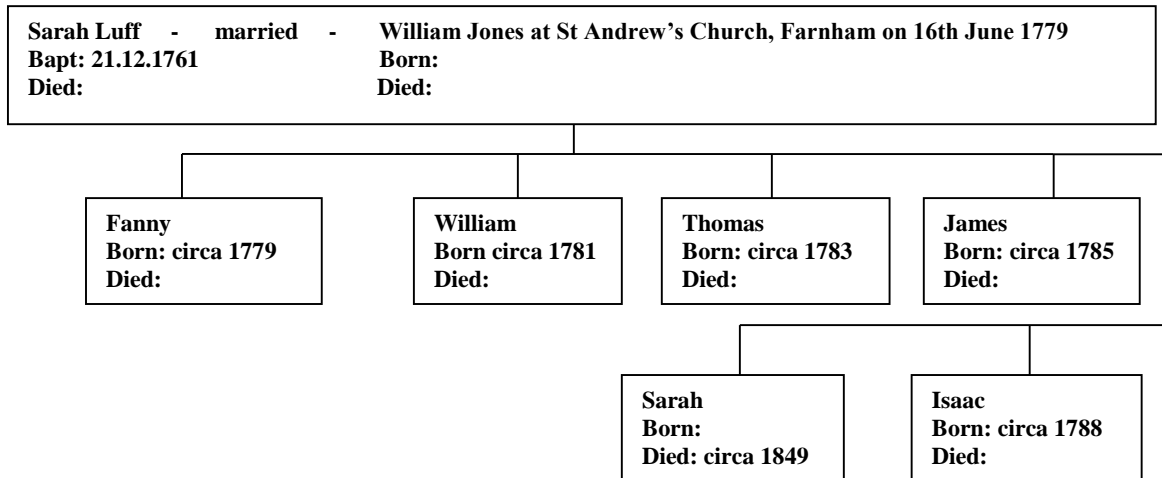 Sarah Luff - married - William Jones at St Andrew’s Church, Farnham on 16th June 1779
Bapt: 21.12.1761 Born:
Died: Died:
Fanny
Born: circa 1779
Died:
William
Born circa 1781
Died:
Thomas
Born: circa 1783
Died:
James
Born: circa 1785
Died:
Sarah
Born:
Died: circa 1849
Isaac
Born: circa 1788
Died: